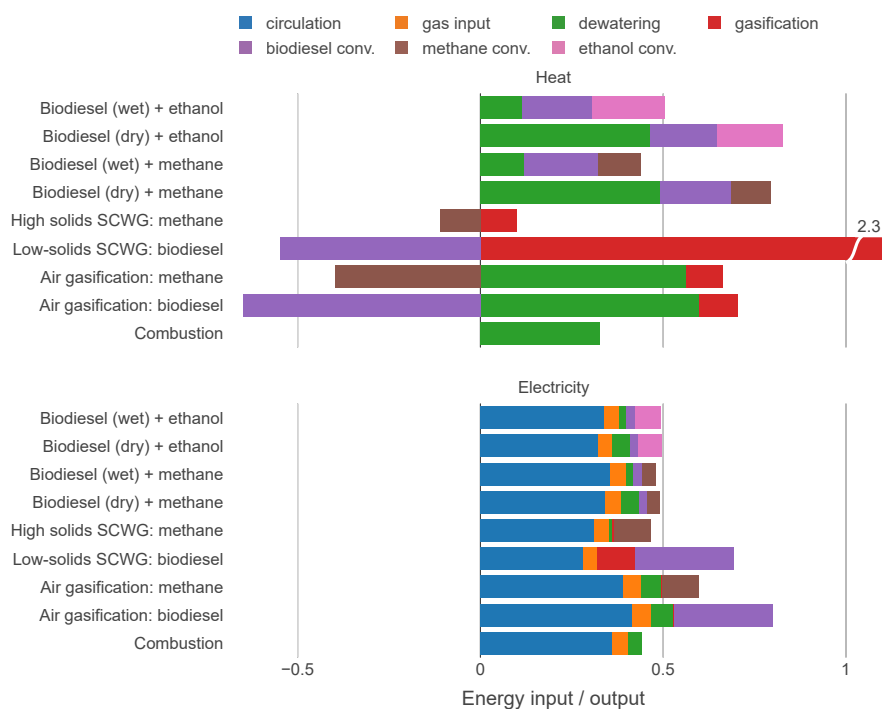 circulation gas input dewatering gasification
biodiesel conv. methane conv. ethanol conv.
Heat
Biodiesel (wet) + ethanol
Biodiesel (dry) + ethanol
Biodiesel (wet) + methane
Biodiesel (dry) + methane
High solids SCWG: methane
2.3
Low-solids SCWG: biodiesel
Air gasification: methane
Air gasification: biodiesel
Combustion
Electricity
Biodiesel (wet) + ethanol
Biodiesel (dry) + ethanol
Biodiesel (wet) + methane
Biodiesel (dry) + methane
High solids SCWG: methane
Low-solids SCWG: biodiesel
Air gasification: methane
Air gasification: biodiesel
Combustion
−0.5 0 0.5 1
Energy input / output